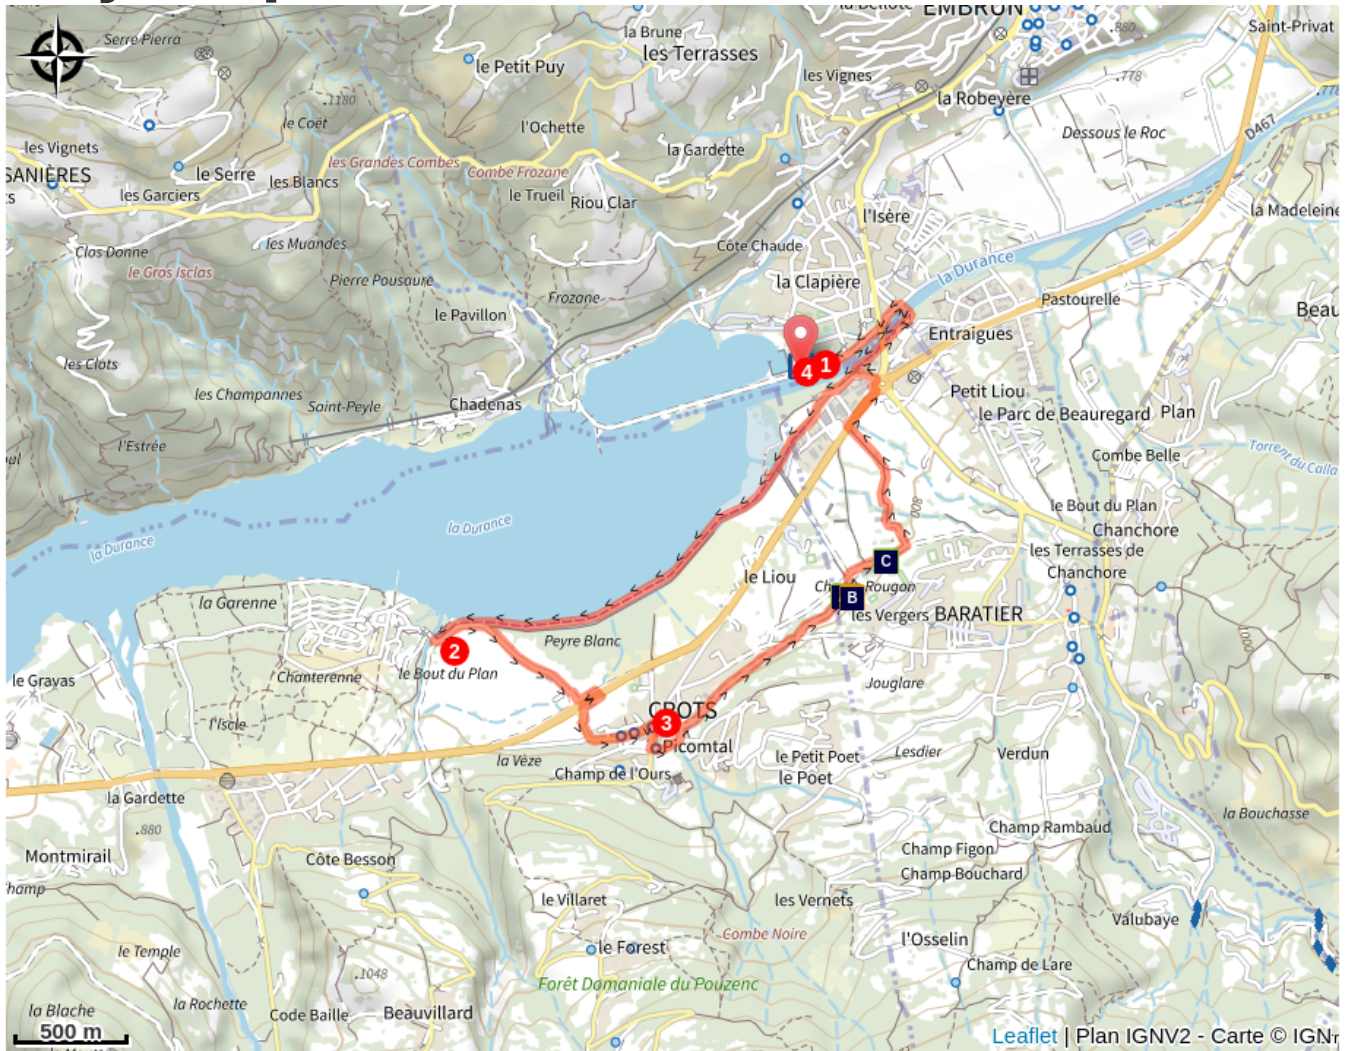 la Brune
EMBRUN
.880
Saint-Privat
Serre Pierra
les Terrasses
le Petit Puy
les Vignes
.778
la Robeyère
.1180
le Coët
l'Ochette
Dessous le Roc
D467
les Vignets
la Gardette
les Grandes Combes
Combe Frozane
SANIÈRES
le Serre
les Blancs
les Garciers
le Trueil
Riou Clar
l'Isère
la Madeleine
les Muandes
Côte Chaude
Clos Donne
le Gros Isclas
Pierre Pousaure
la Clapière
la Durance
Frozane
Pastourelle
le Pavillon
Entraigues
Beau
les Clots
4
1
les Champannes
Saint-Peyle
Chadenas
Petit Liou
le Parc de Beauregard
Plan
l'Estrée
Combe Belle
Torrent du Calla
la Durance
800
le Bout du Plan
Chanchore
la Durance
les Terrasses de
Chanchore
C
le Liou
Rougon
B
la Garenne
les Vergers
BARATIER
Peyre Blanc
1000
2
le Bout du Plan
Chanterenne
le Gravas
Jouglare
CROTS
l'Iscle
3
Picomtal
la Vèze
le Petit Poet
Lesdier
Verdun
Champ de l'Ours
le Poët
la Gardette
la Bouchasse
.880
Champ Rambaud
Montmirail
Côte Besson
Champ Figon
Champ Bouchard
le Villaret
les Vernets
Valubaye
Combe Noire
l'Osselin
le Temple
le Forest
Champ de Lare
.1048
Forêt Domaniale du Pouzenc
la Blache
la Rochette
Code Baille
Beauvillard
500 m
Leaflet | Plan IGNV2 - Carte © IGN